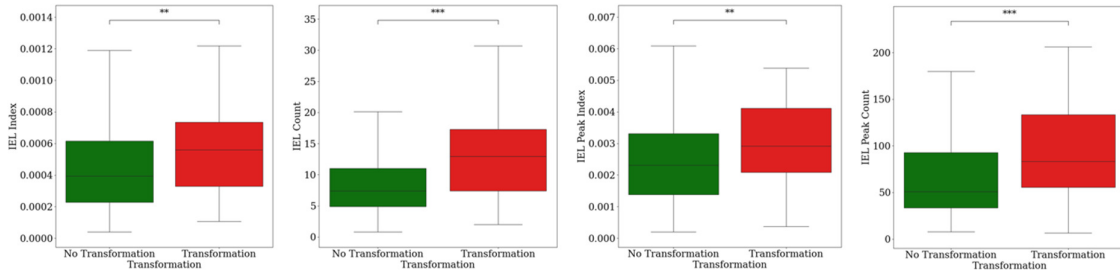 **
0.0014
0.0012
0.0010
0.0008
0.0006
0.0004
0.0002
0.0000
IEL Index
No Transformation Transformation
Transformation
***
35
30
25
20
15
10
5
0
IEL Count
No Transformation Transformation
Transformation
**
0.007
0.006
0.005
0.004
0.003
0.002
0.001
0.000
IEL Peak Index
No Transformation Transformation
Transformation
***
200
150
100
50
0
IEL Peak Count
No Transformation Transformation
Transformation